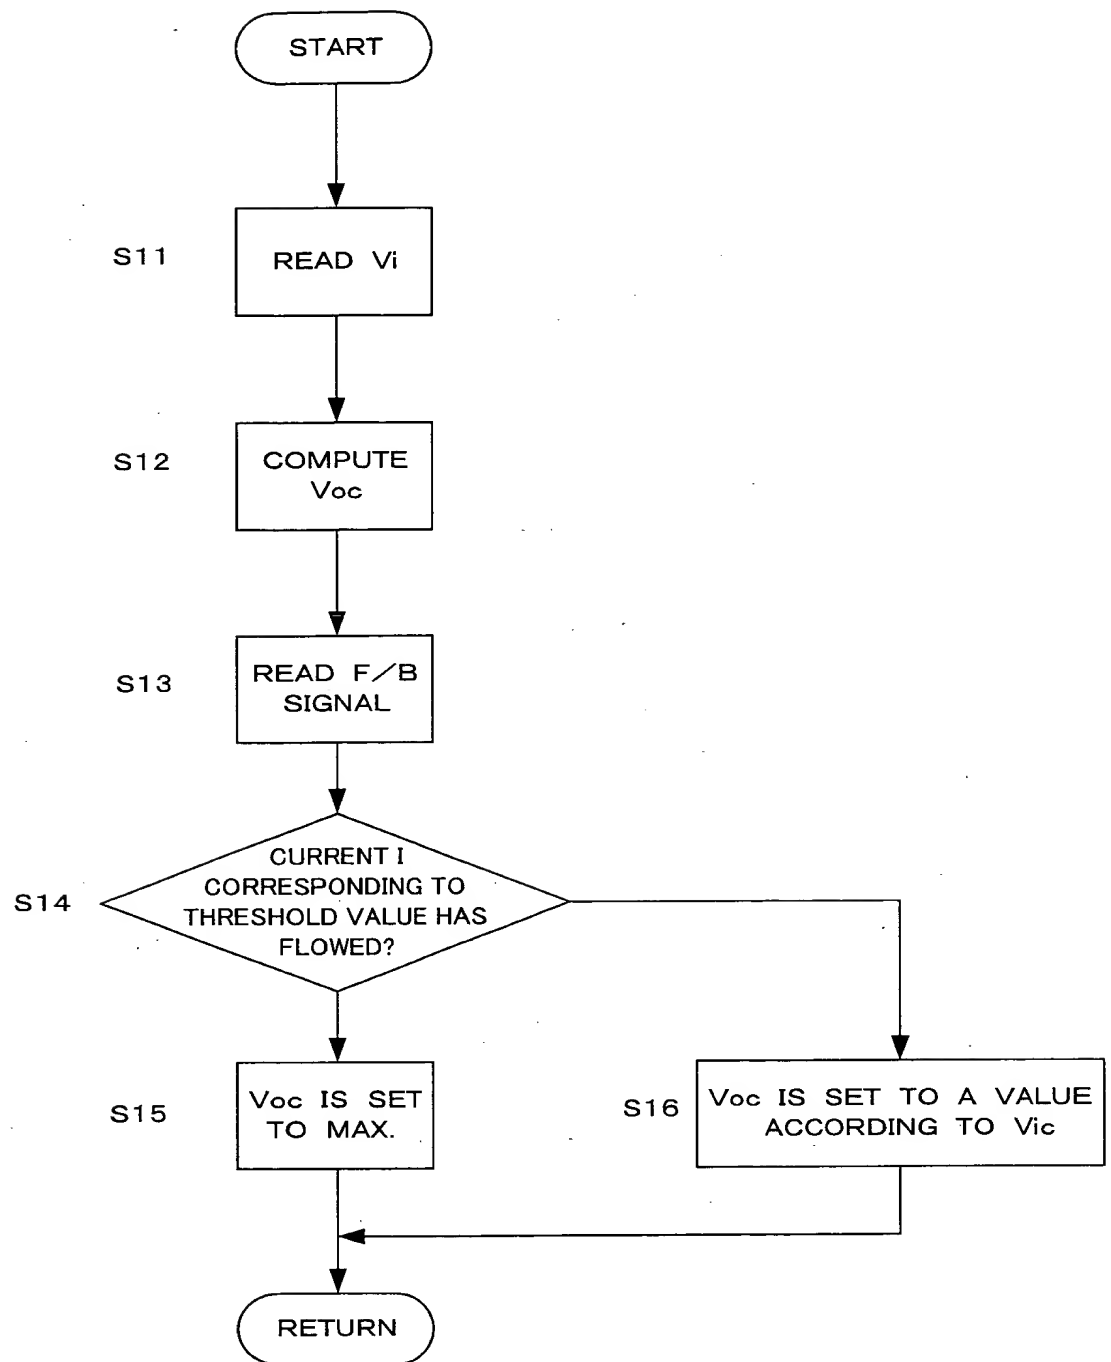 START
S11
READ Vi
S12
COMPUTE
Voc
S13
READ F/B
SIGNAL
S14
CURRENT I
CORRESPONDING TO
THRESHOLD VALUE HAS
FLOWED?
S15
Voc IS SET
TO MAX.
S16
Voc IS SET TO A VALUE
ACCORDING TO Vic
RETURN